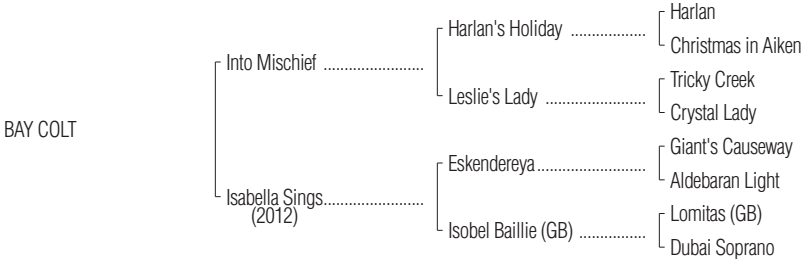 Harlan
Harlan's Holiday ..................
Christmas in Aiken
Into Mischief ........................
Tricky Creek
Leslie's Lady ........................
Crystal Lady
BAY COLT
Giant's Causeway
Eskendereya..........................
Aldebaran Light
Isabella Sings........................
(2012)
Lomitas (GB)
Isobel Baillie (GB) ................
Dubai Soprano